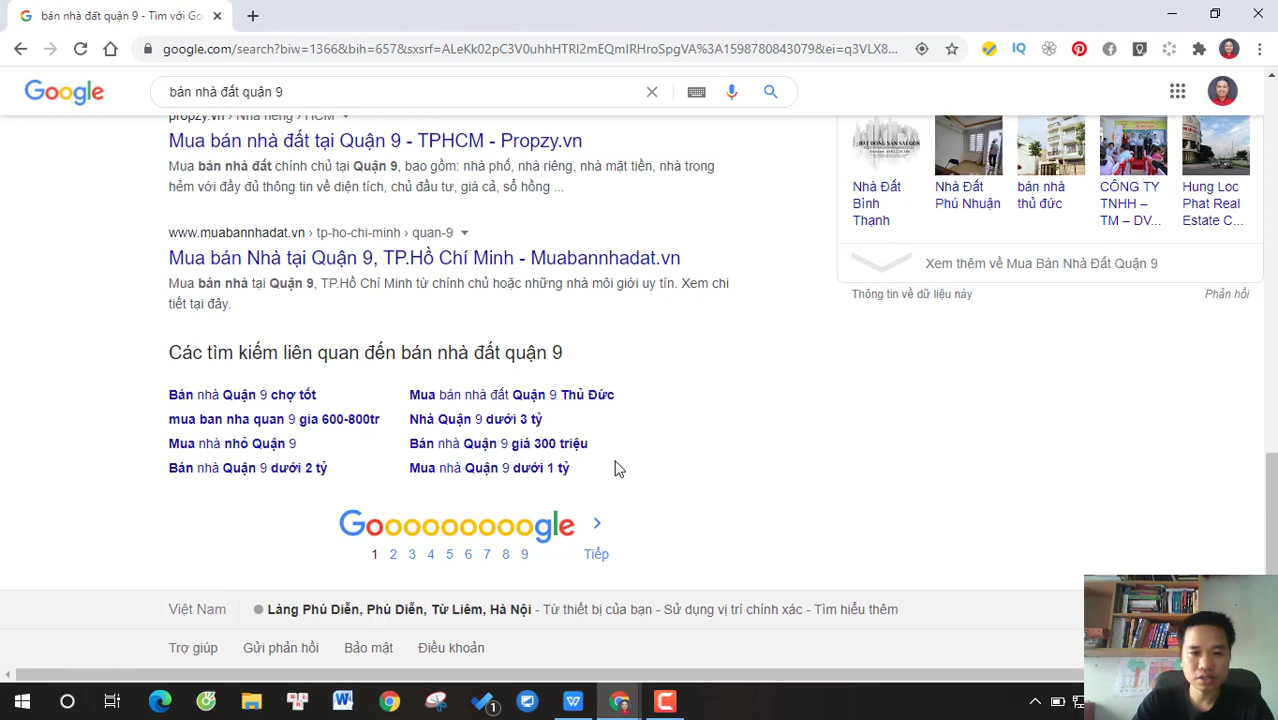 bán nhà đất quận 9 - Tìm với Go
google.com/search?biw=1366&bih=657&sxsrf=ALeKk02pC3V0uhhHTRI2mEQmIRHroSpgVA%3A1598780843079&ei=q3VLX8...
Google
bán nhà đất quận 9
propzy.vn › Nhà riêng › HCM
Mua bán nhà đất tại Quận 9 - TPHCM - Propzy.vn
Mua bán nhà đất chính chủ tại Quận 9, bao gồm: nhà phố, nhà riêng, nhà mặt tiền, nhà trong
hẻm với đầy đủ thông tin về diện tích, chủ đầu tư, giá cả, sổ hồng ...
www.muabannhadat.vn › tp-ho-chi-minh › quan-9
Mua bán Nhà tại Quận 9, TP.Hồ Chí Minh - Muabannhadat.vn
Mua bán nhà tại Quận 9, TP.Hồ Chí Minh từ chính chủ hoặc những nhà môi giới uy tín. Xem chi
tiết tại đây.
Các tìm kiếm liên quan đến bán nhà đất quận 9
Bán nhà Quận 9 chợ tốt
Mua bán nhà đất Quận 9 Thủ Đức
mua ban nha quan 9 gia 600-800tr
Nhà Quận 9 dưới 3 tỷ
Mua nhà nhỏ Quận 9
Bán nhà Quận 9 giá 300 triệu
Bán nhà Quận 9 dưới 2 tỷ
Mua nhà Quận 9 dưới 1 tỷ
Goooooooooogle
1 2 3 4 5 6 7 8 9 Tiếp
Nhà Đất
Bình
Thạnh
Nhà Đất
Phú Nhuận
bán nhà
thủ đức
CÔNG TY
TNHH –
TM – DV...
Hung Loc
Phat Real
Estate C...
Xem thêm về Mua Bán Nhà Đất Quận 9
Thông tin về dữ liệu này
Phản hồi
Việt Nam
Làng Phú Diễn, Phú Diễn, Từ Liêm, Hà Nội - Từ thiết bị của bạn - Sử dụng vị trí chính xác - Tìm hiểu thêm
Trợ giúp
Gửi phản hồi
Bảo mật
Điều khoản